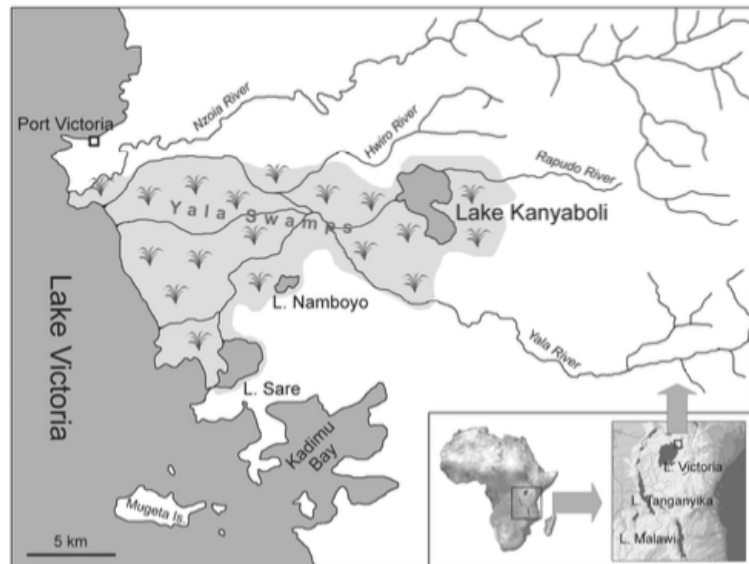 Port Victoria
Nzoia River
Hwiro River
Rapudo River
Lake Kanyaboli
Yala Swamps
Lake Victoria
L. Namboyo
Yala River
L. Sare
Kadimu
Bay
Mugeta Is.
5 km
L. Victoria
L. Tanganyika
L. Malawi